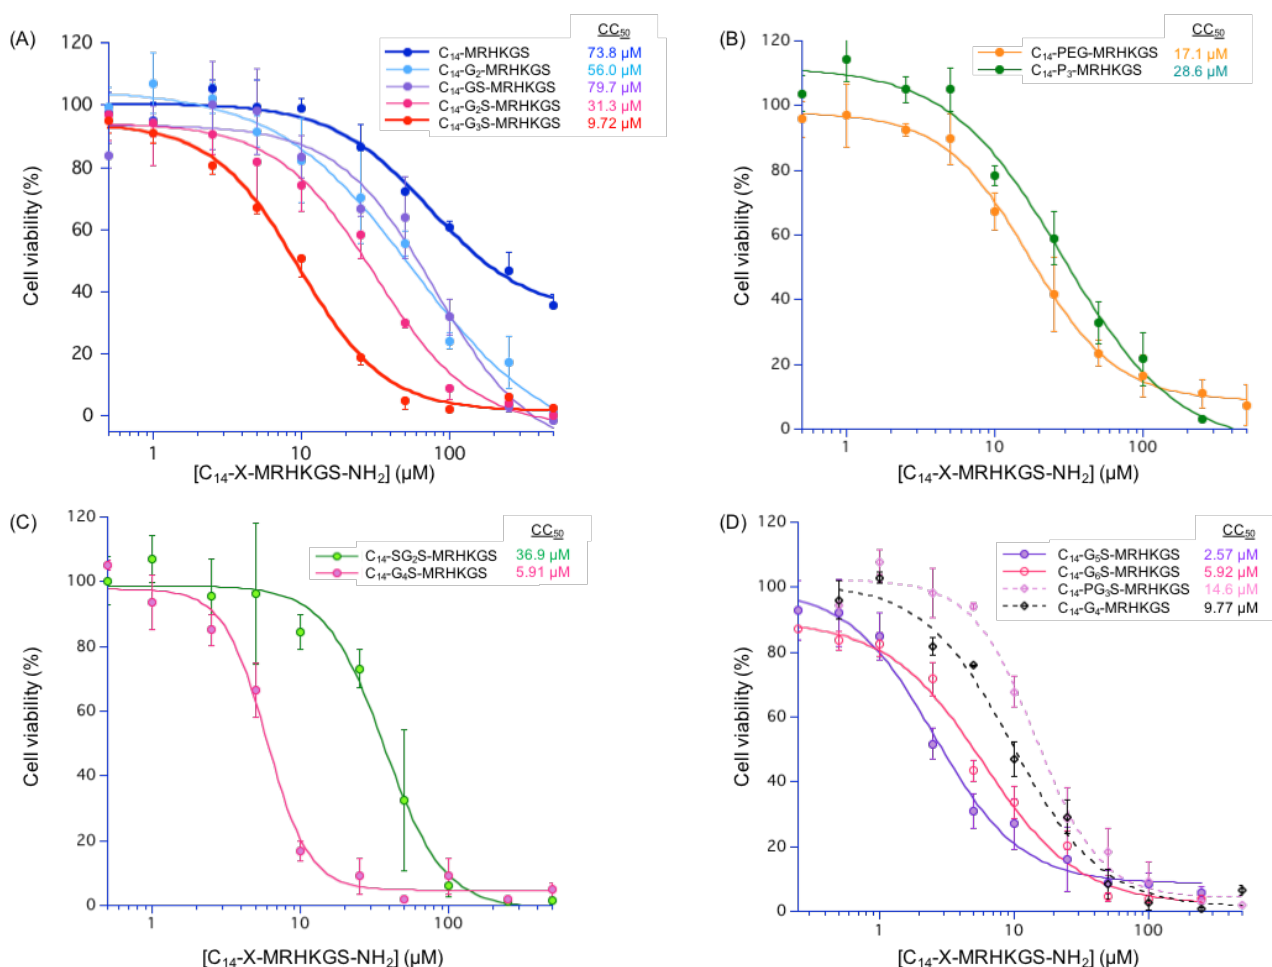 (A)
CC₅₀
C₁₄-MRHKGS 73.8 µM
C₁₄-G₂-MRHKGS 56.0 µM
C₁₄-GS-MRHKGS 79.7 µM
C₁₄-G₂S-MRHKGS 31.3 µM
C₁₄-G₃S-MRHKGS 9.72 µM
Cell viability (%)
120
100
80
60
40
20
0
1 10 100
[C₁₄-X-MRHKGS-NH₂] (µM)
(B)
CC₅₀
C₁₄-PEG-MRHKGS 17.1 µM
C₁₄-P₃-MRHKGS 28.6 µM
Cell viability (%)
120
100
80
60
40
20
0
1 10 100
[C₁₄-X-MRHKGS-NH₂] (µM)
(C)
CC₅₀
C₁₄-SG₂S-MRHKGS 36.9 µM
C₁₄-G₄S-MRHKGS 5.91 µM
Cell viability (%)
120
100
80
60
40
20
0
1 10 100
[C₁₄-X-MRHKGS-NH₂] (µM)
(D)
CC₅₀
C₁₄-G₅S-MRHKGS 2.57 µM
C₁₄-G₆S-MRHKGS 5.92 µM
C₁₄-PG₃S-MRHKGS 14.6 µM
C₁₄-G₄-MRHKGS 9.77 µM
Cell viability (%)
120
100
80
60
40
20
0
1 10 100
[C₁₄-X-MRHKGS-NH₂] (µM)